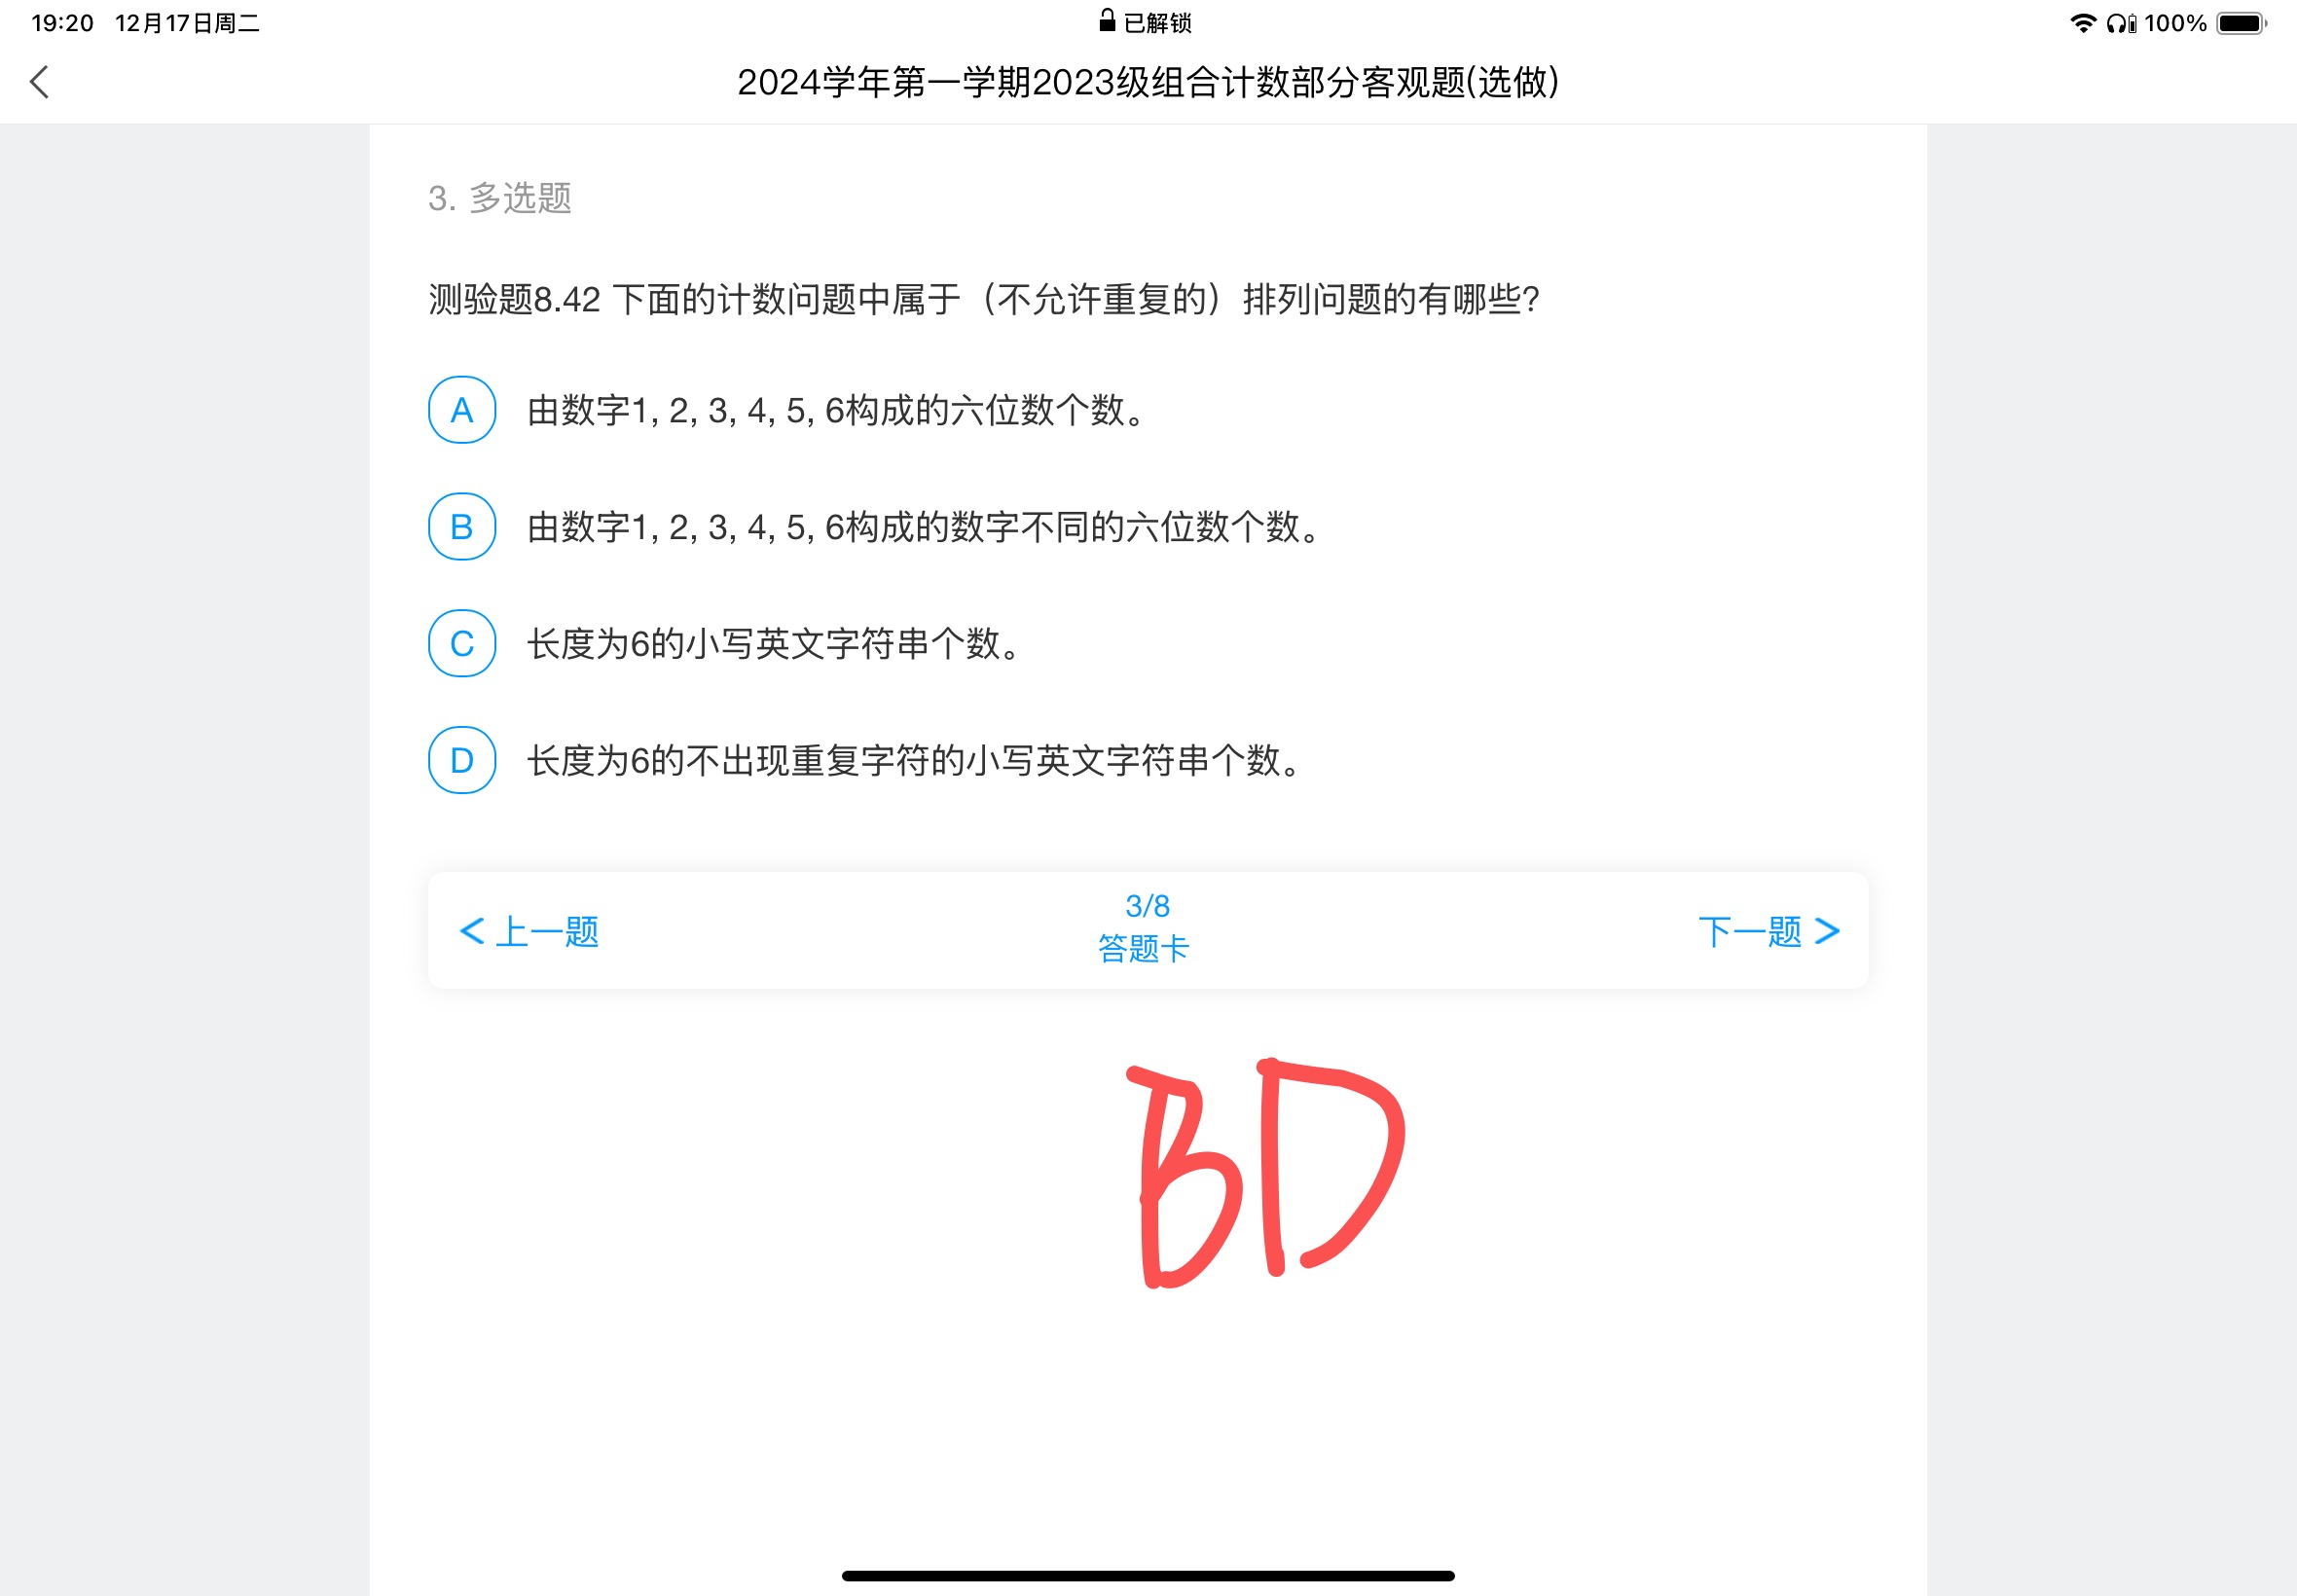 19:20 12月17日周二
已解锁
100%
2024学年第一学期2023级组合计数部分客观题(选做)
3. 多选题
测验题8.42 下面的计数问题中属于（不允许重复的）排列问题的有哪些?
A 由数字1, 2, 3, 4, 5, 6构成的六位数个数。
B 由数字1, 2, 3, 4, 5, 6构成的数字不同的六位数个数。
C 长度为6的小写英文字符串个数。
D 长度为6的不出现重复字符的小写英文字符串个数。
上一题
3/8
答题卡
下一题
BD